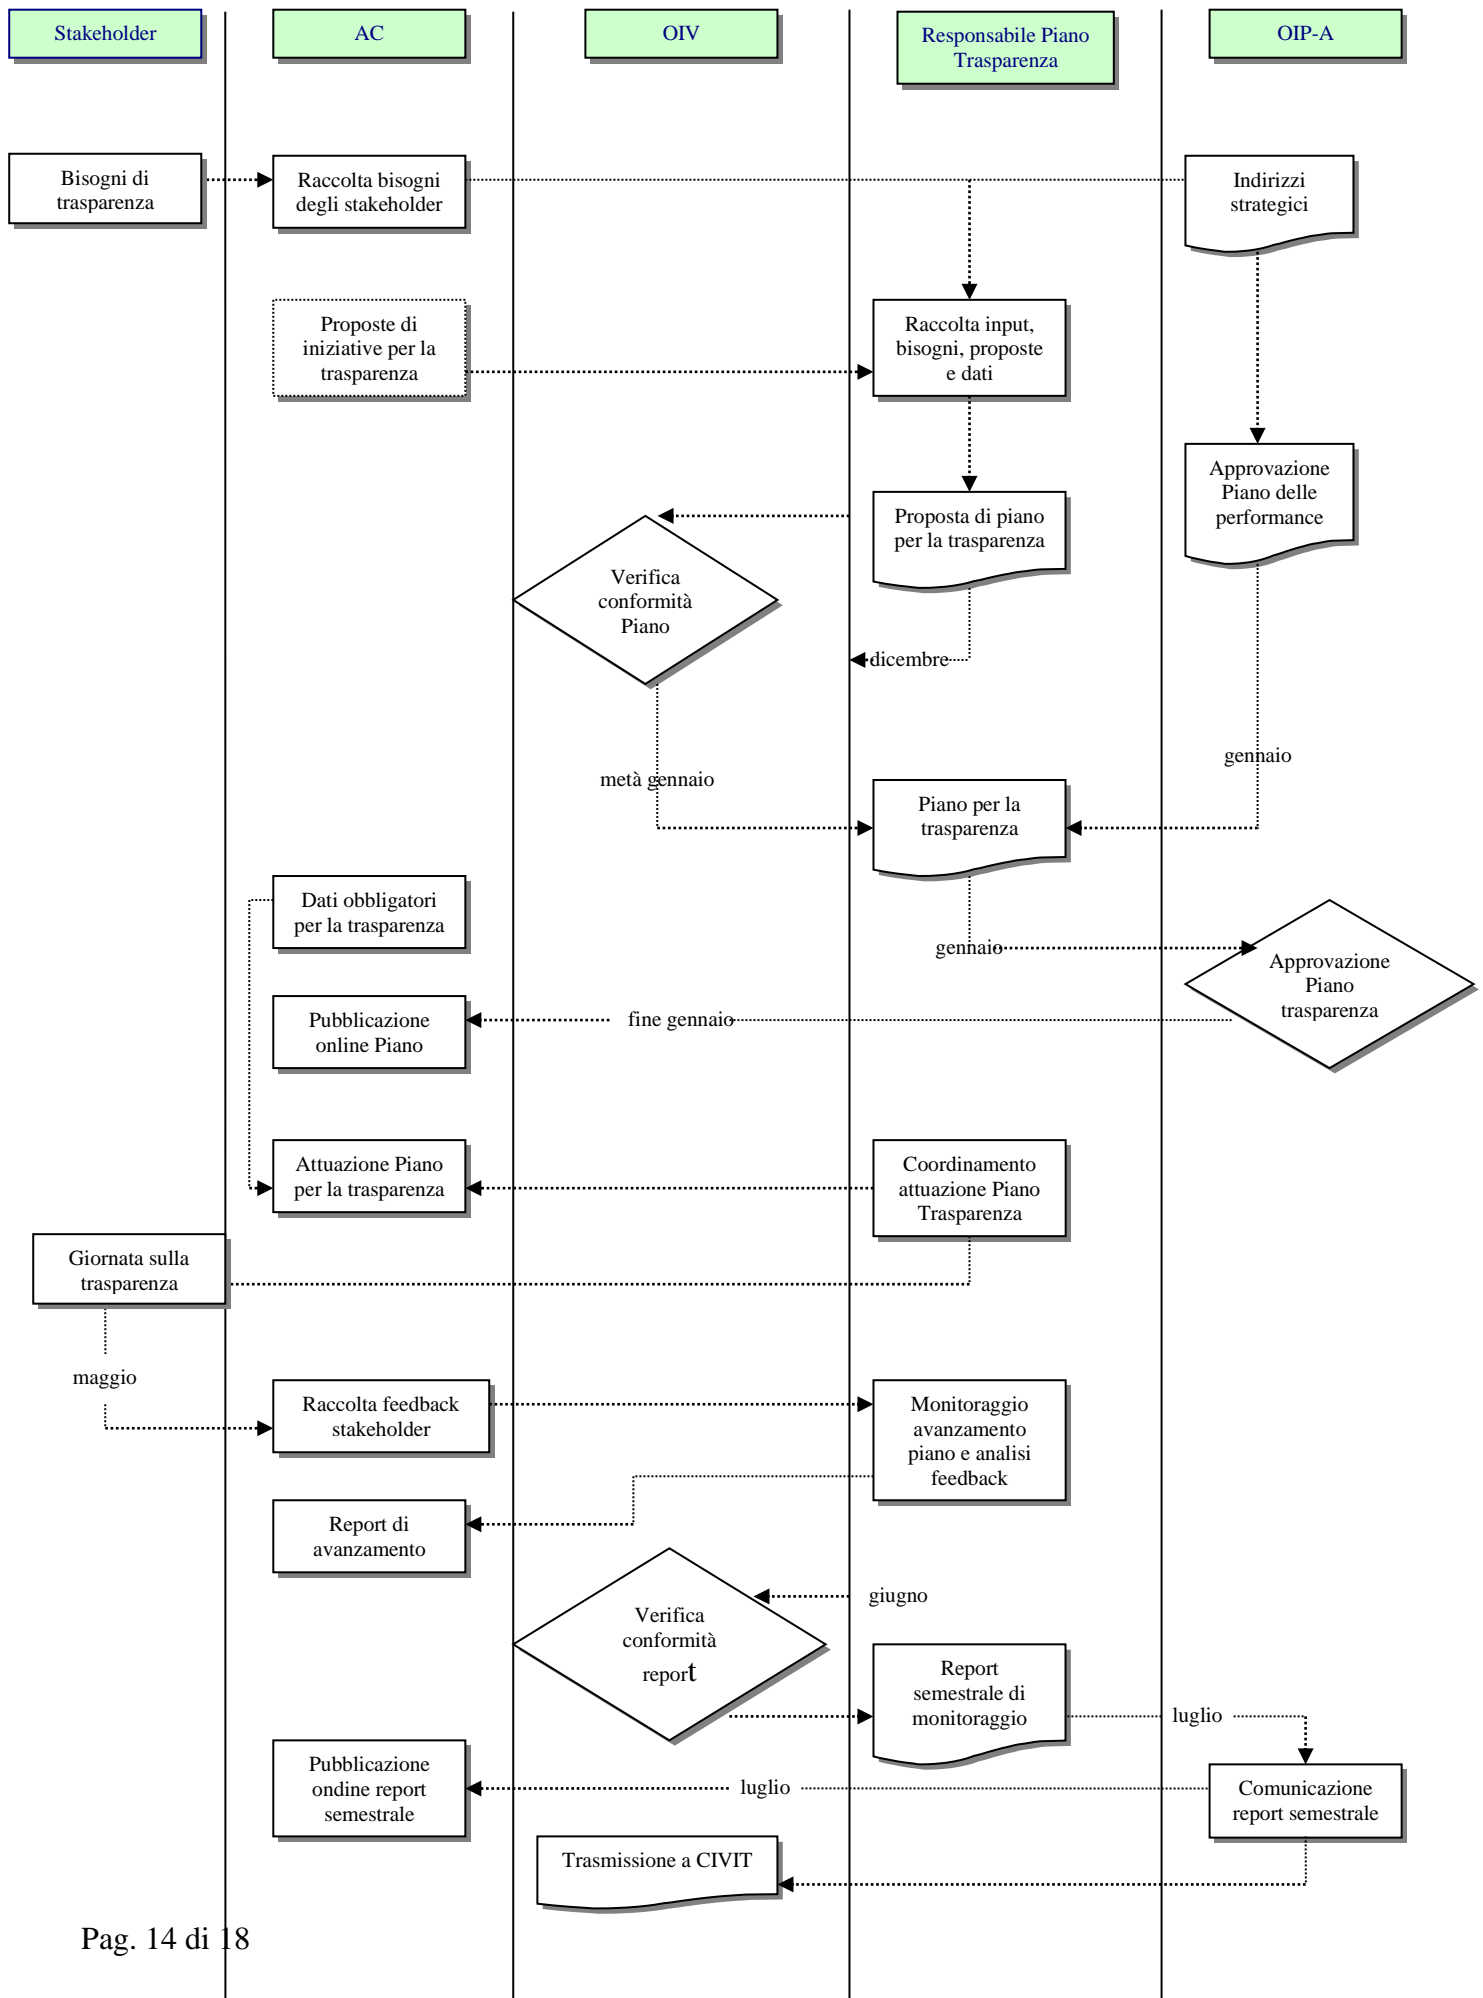 Stakeholder
AC
OIV
Responsabile Piano
Trasparenza
OIP-A
Bisogni di
trasparenza
Raccolta bisogni
degli stakeholder
Indirizzi
strategici
Proposte di
iniziative per la
trasparenza
Raccolta input,
bisogni, proposte
e dati
Approvazione
Piano delle
performance
Proposta di piano
per la trasparenza
Verifica
conformità
Piano
dicembre
gennaio
metà gennaio
Piano per la
trasparenza
Dati obbligatori
per la trasparenza
gennaio
Approvazione
Piano
trasparenza
Pubblicazione
online Piano
fine gennaio
Attuazione Piano
per la trasparenza
Coordinamento
attuazione Piano
Trasparenza
Giornata sulla
trasparenza
maggio
Raccolta feedback
stakeholder
Monitoraggio
avanzamento
piano e analisi
feedback
Report di
avanzamento
giugno
Verifica
conformità
report
Report
semestrale di
monitoraggio
luglio
Pubblicazione
ondine report
semestrale
luglio
Comunicazione
report semestrale
Trasmissione a CIVIT
Pag. 14 di 18